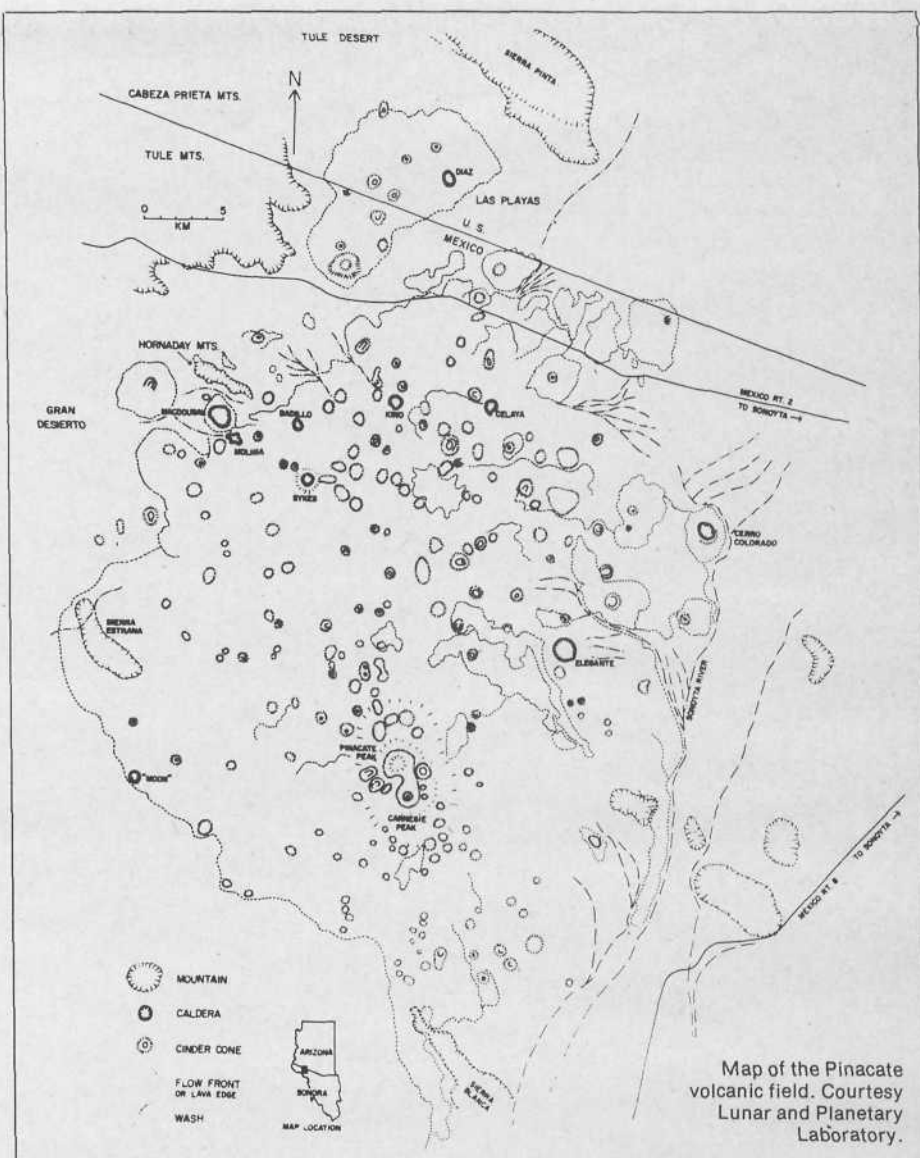 TULE DESERT
SIERRA PINTA
N
CABEZA PRIETA MTS.
TULE MTS.
DIAZ
LAS PLAYAS
0 5
KM
U. S.
MEXICO
HORNADAY MTS.
MEXICO RT. 2
TO SONOYTA →
GRAN
DESIERTO
MACDOUGAL
BADILLO
KINO
CELAYA
MOLINA
SYKES
CERRO
COLORADO
SIERRA
EXTRANA
ELEGANTE
SONOYTA RIVER
PINACATE
PEAK
"MOON"
CARNEGIE
PEAK
TO SONOYTA →
MEXICO RT. 8
MOUNTAIN
CALDERA
CINDER CONE
FLOW FRONT
OR LAVA EDGE
WASH
ARIZONA
SONORA
MAP LOCATION
SIERRA
BLANCA
Map of the Pinacate
volcanic field. Courtesy
Lunar and Planetary
Laboratory.